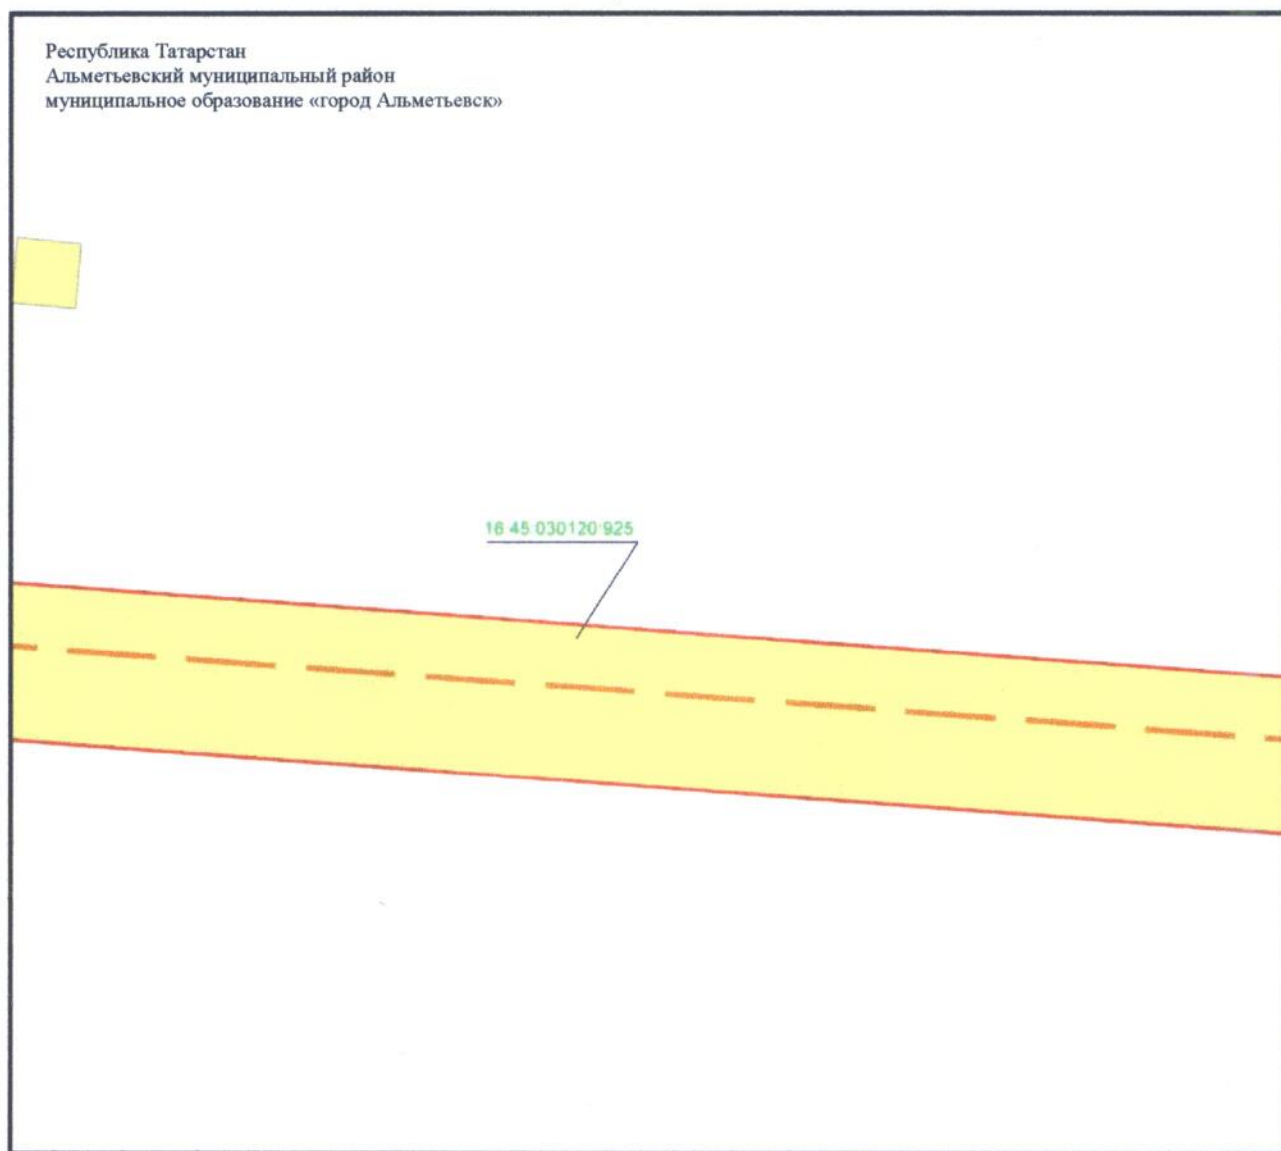 Республика Татарстан
Альметьевский муниципальный район
муниципальное образование «город Альметьевск»
16 45 030120 925